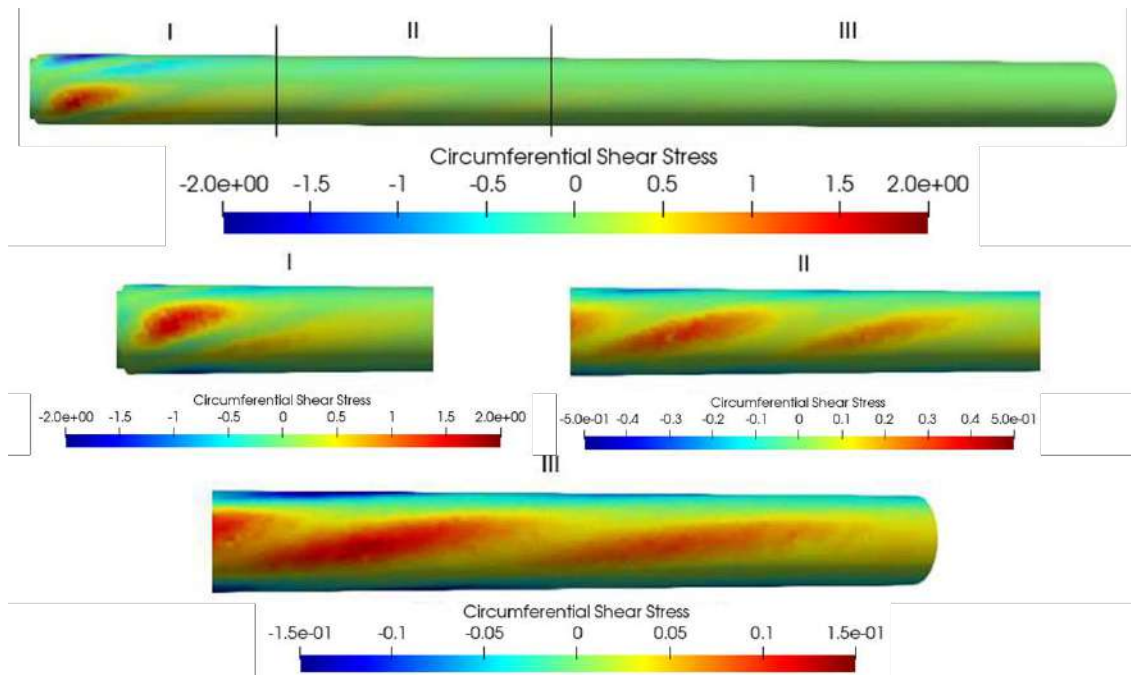 I II III
Circumferential Shear Stress
-2.0e+00 -1.5 -1 -0.5 0 0.5 1 1.5 2.0e+00
I II
Circumferential Shear Stress
-2.0e+00 -1.5 -1 -0.5 0 0.5 1 1.5 2.0e+00
Circumferential Shear Stress
-5.0e-01 -0.4 -0.3 -0.2 -0.1 0 0.1 0.2 0.3 0.4 5.0e-01
III
Circumferential Shear Stress
-1.5e-01 -0.1 -0.05 0 0.05 0.1 1.5e-01